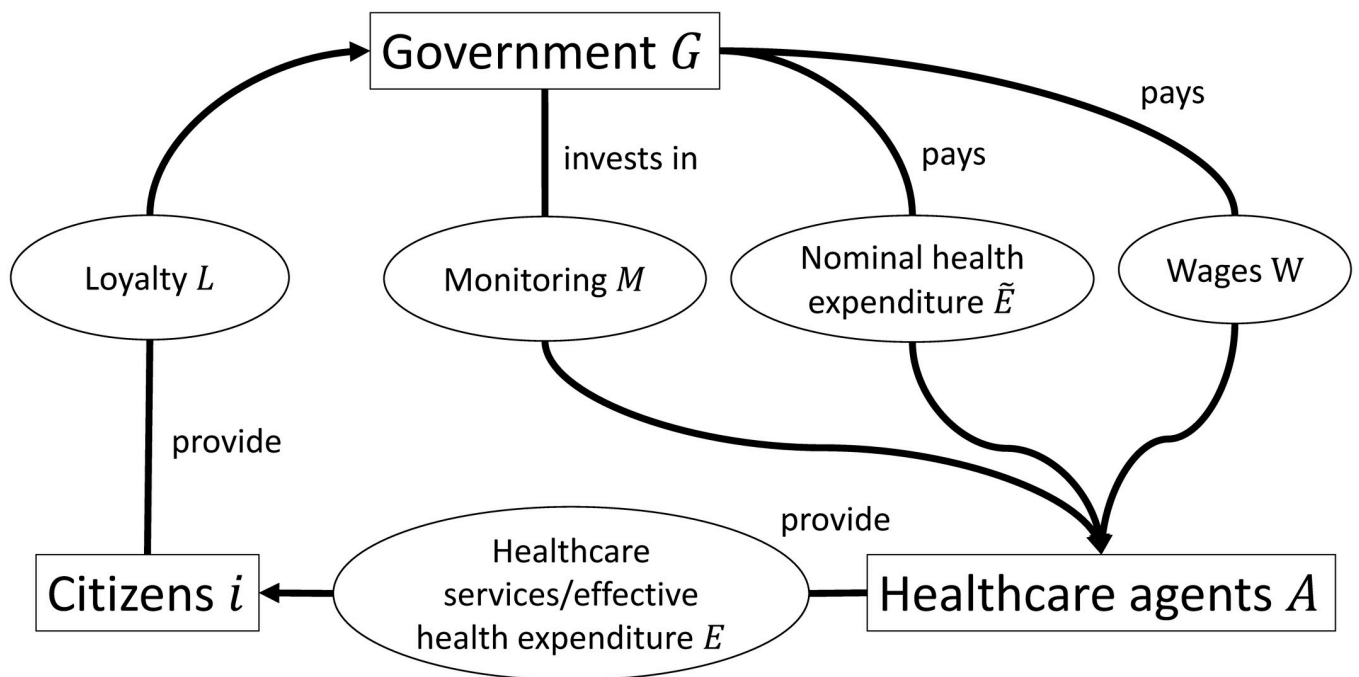 Government G
pays
invests in
pays
Loyalty L
Monitoring M
Nominal health
expenditure Ẽ
Wages W
provide
provide
Citizens i
Healthcare
services/effective
health expenditure E
Healthcare agents A